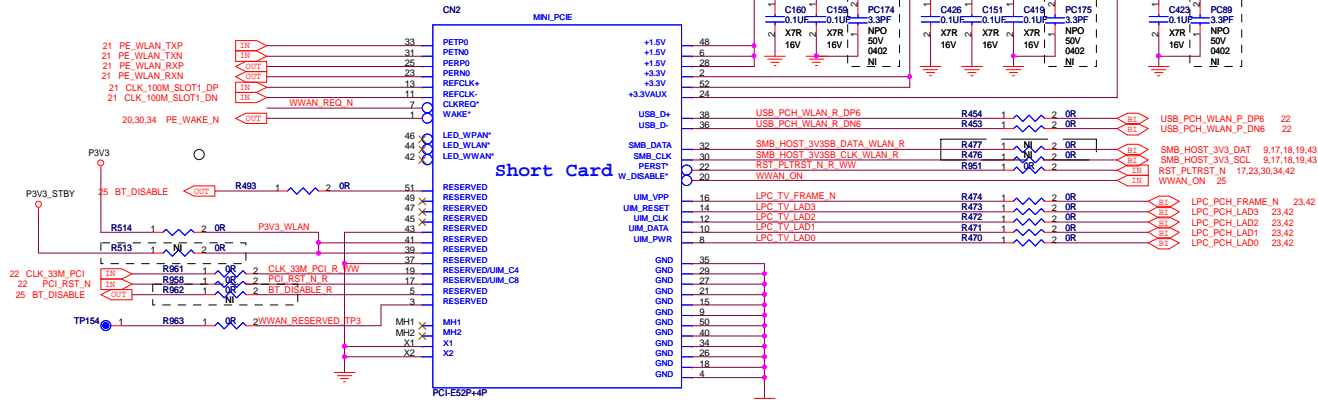 CN2
MINI_PCIE
C160 0.1UF X7R 16V
C159 0.1UF X7R 16V
PC174 3.3PF NPO 50V 0402 NI
C426 0.1UF X7R 16V
C151 0.1UF X7R 16V
C419 0.1UF X7R 16V
PC175 3.3PF NPO 50V 0402 NI
C423 0.1UF X7R 16V
PC89 3.3PF NPO 50V 0402 NI
21 PE_WLAN_TXP IN 33 PETP0
21 PE_WLAN_TXN IN 31 PETN0
21 PE_WLAN_RXP OUT 25 PERP0
21 PE_WLAN_RXN OUT 23 PERN0
21 CLK_100M_SLOT1_DP IN 13 REFCLK+
21 CLK_100M_SLOT1_DN IN 11 REFCLK-
WWAN_REQ_N 7 CLKREQ*
20,30,34 PE_WAKE_N OUT 1 WAKE*
46 LED_WPAN*
44 LED_WLAN*
42 LED_WWAN*
Short Card
P3V3
P3V3_STBY
25 BT_DISABLE OUT R493 1 2 0R 51 RESERVED
49 RESERVED
47 RESERVED
45 RESERVED
R514 1 2 0R P3V3_WLAN 43 RESERVED
41 RESERVED
R513 1 NI 2 0R 39 RESERVED
37 RESERVED
22 CLK_33M_PCI IN R961 1 0R 2 CLK_33M_PCI_R_WW 19 RESERVED/UIM_C4
22 PCI_RST_N IN R958 1 0R 2 PCI_RST_N_R 17 RESERVED/UIM_C8
25 BT_DISABLE OUT R962 1 0R 2 NI BT_DISABLE_R 5 RESERVED
3 RESERVED
TP154 1 R963 1 0R 2 WWAN_RESERVED_TP3
MH1 MH1
MH2 MH2
X1 X1
X2 X2
PCI-E52P+4P
+1.5V 48
+1.5V 6
+1.5V 28
+3.3V 2
+3.3V 52
+3.3VAUX 24
USB_D+ 38 USB_PCH_WLAN_R_DP6 R454 1 2 0R BI USB_PCH_WLAN_P_DP6 22
USB_D- 36 USB_PCH_WLAN_R_DN6 R453 1 2 0R BI USB_PCH_WLAN_P_DN6 22
SMB_DATA 32 SMB_HOST_3V3SB_DATA_WLAN_R R477 1 NI 2 0R BI SMB_HOST_3V3_DAT 9,17,18,19,43
SMB_CLK 30 SMB_HOST_3V3SB_CLK_WLAN_R R476 1 NI 2 0R BI SMB_HOST_3V3_SCL 9,17,18,19,43
PERST* 22 RST_PLTRST_N_R_WW R951 1 0R 2 IN RST_PLTRST_N 17,23,30,34,42
W_DISABLE* 20 WWAN_ON IN WWAN_ON 25
UIM_VPP 16 LPC_TV_FRAME_N R474 1 2 0R BI LPC_PCH_FRAME_N 23,42
UIM_RESET 14 LPC_TV_LAD3 R473 1 2 0R BI LPC_PCH_LAD3 23,42
UIM_CLK 12 LPC_TV_LAD2 R472 1 2 0R BI LPC_PCH_LAD2 23,42
UIM_DATA 10 LPC_TV_LAD1 R471 1 2 0R BI LPC_PCH_LAD1 23,42
UIM_PWR 8 LPC_TV_LAD0 R470 1 2 0R BI LPC_PCH_LAD0 23,42
GND 35
GND 29
GND 27
GND 21
GND 15
GND 9
GND 50
GND 40
GND 34
GND 26
GND 18
GND 4